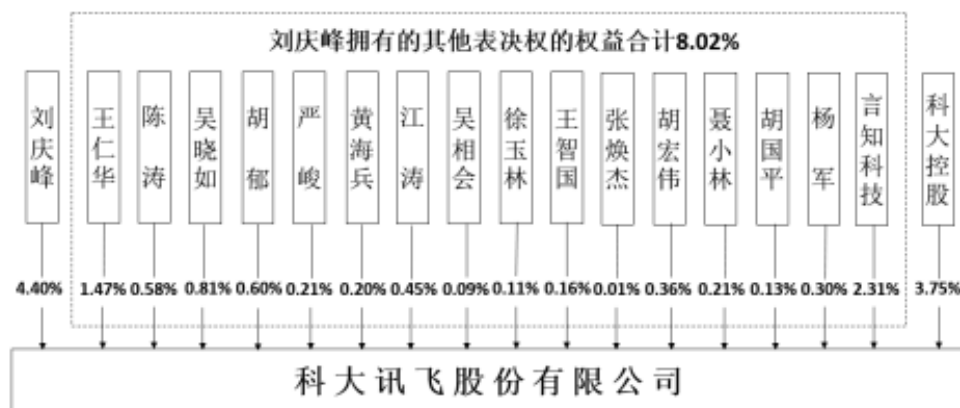 刘庆峰拥有的其他表决权的权益合计8.02%
刘庆峰
王仁华
陈涛
吴晓如
胡郁
严峻
黄海兵
江涛
吴相会
徐玉林
王智国
张焕杰
胡宏伟
聂小林
胡国平
杨军
言知科技
科大控股
4.40% 1.47% 0.58% 0.81% 0.60% 0.21% 0.20% 0.45% 0.09% 0.11% 0.16% 0.01% 0.36% 0.21% 0.13% 0.30% 2.31% 3.75%
科大讯飞股份有限公司